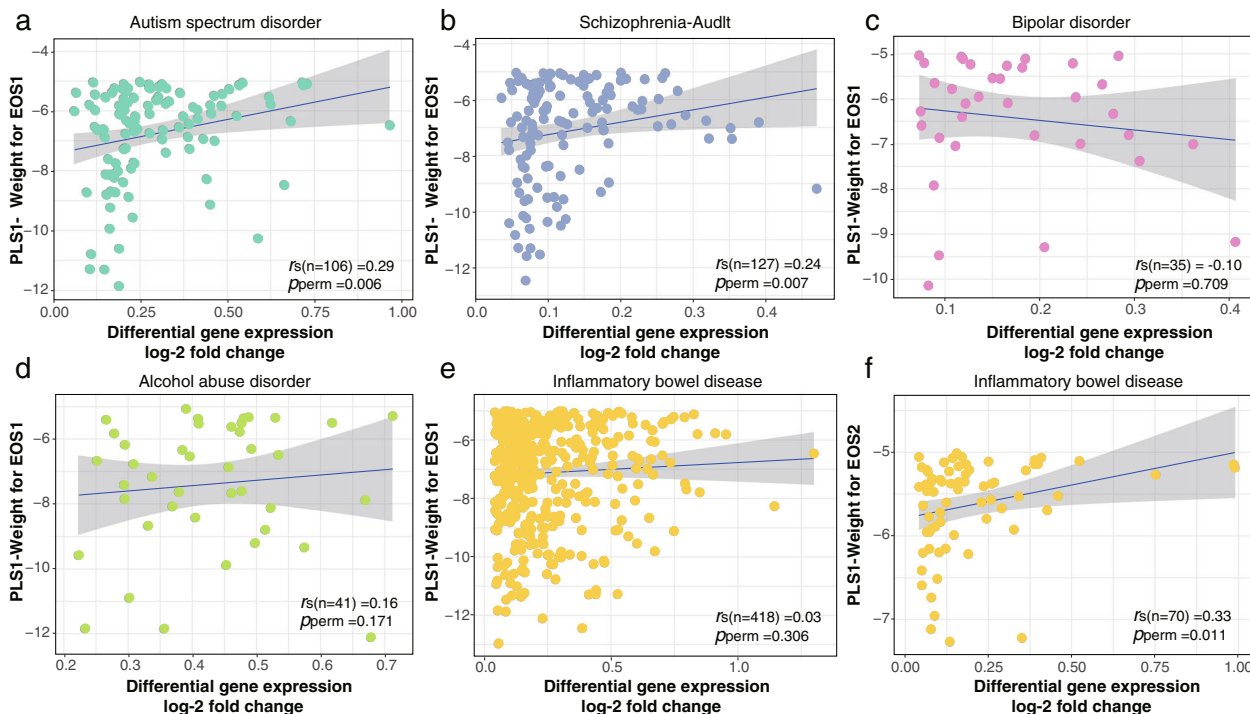 a
Autism spectrum disorder
PLS1- Weight for EOS1
−4
−6
−8
−10
−12
rs(n=106) =0.29
pperm =0.006
0.00
0.25
0.50
0.75
1.00
Differential gene expression
log-2 fold change
b
Schizophrenia-Audlt
PLS1- Weight for EOS1
−4
−6
−8
−10
−12
rs(n=127) =0.24
pperm =0.007
0.0
0.1
0.2
0.3
0.4
Differential gene expression
log-2 fold change
c
Bipolar disorder
PLS1-Weight for EOS1
−5
−6
−7
−8
−9
−10
rs(n=35) = -0.10
pperm =0.709
0.1
0.2
0.3
0.4
Differential gene expression
log-2 fold change
d
Alcohol abuse disorder
PLS1-Weight for EOS1
−6
−8
−10
−12
rs(n=41) =0.16
pperm =0.171
0.2
0.3
0.4
0.5
0.6
0.7
Differential gene expression
log-2 fold change
e
Inflammatory bowel disease
PLS1-Weight for EOS1
−6
−8
−10
−12
rs(n=418) =0.03
pperm =0.306
0.0
0.5
1.0
Differential gene expression
log-2 fold change
f
Inflammatory bowel disease
PLS1-Weight for EOS2
−5
−6
−7
rs(n=70) =0.33
pperm =0.011
0.00
0.25
0.50
0.75
1.00
Differential gene expression
log-2 fold change